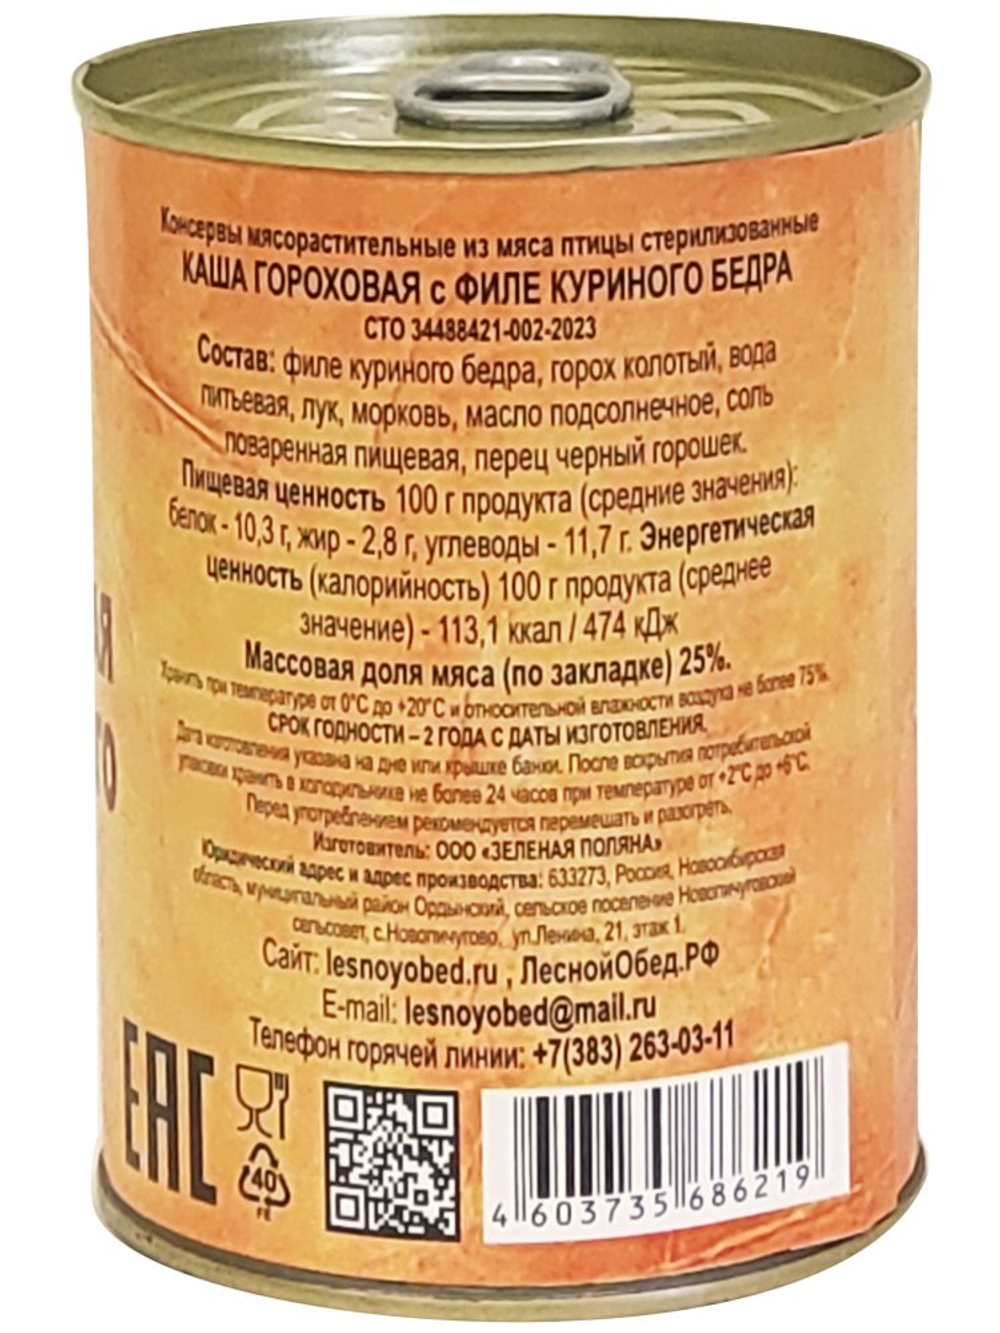 Консервы мясорастительные из мяса птицы стерилизованные
КАША ГОРОХОВАЯ с ФИЛЕ КУРИНОГО БЕДРА
СТО 34488421-002-2023
Состав: филе куриного бедра, горох колотый, вода
питьевая, лук, морковь, масло подсолнечное, соль
поваренная пищевая, перец черный горошек.
Пищевая ценность 100 г продукта (средние значения):
белок - 10,3 г, жир - 2,8 г, углеводы - 11,7 г. Энергетическая
ценность (калорийность) 100 г продукта (среднее
значение) - 113,1 ккал / 474 кДж
Массовая доля мяса (по закладке) 25%.
Хранить при температуре от 0°С до +20°С и относительной влажности воздуха не более 75%.
СРОК ГОДНОСТИ – 2 ГОДА С ДАТЫ ИЗГОТОВЛЕНИЯ.
Дата изготовления указана на дне или крышке банки. После вскрытия потребительской
упаковки хранить в холодильнике не более 24 часов при температуре от +2°С до +6°С.
Перед употреблением рекомендуется перемешать и разогреть.
Изготовитель: ООО «ЗЕЛЕНАЯ ПОЛЯНА»
Юридический адрес и адрес производства: 633273, Россия, Новосибирская
область, муниципальный район Ордынский, сельское поселение Новопичуговский
сельсовет, с.Новопичугово, ул.Ленина, 21, этаж 1.
Сайт: lesnoyobed.ru , ЛеснойОбед.РФ
E-mail: lesnoyobed@mail.ru
Телефон горячей линии: +7(383) 263-03-11
EAC
40
FE
4 603735 686219
АЯ
ГО